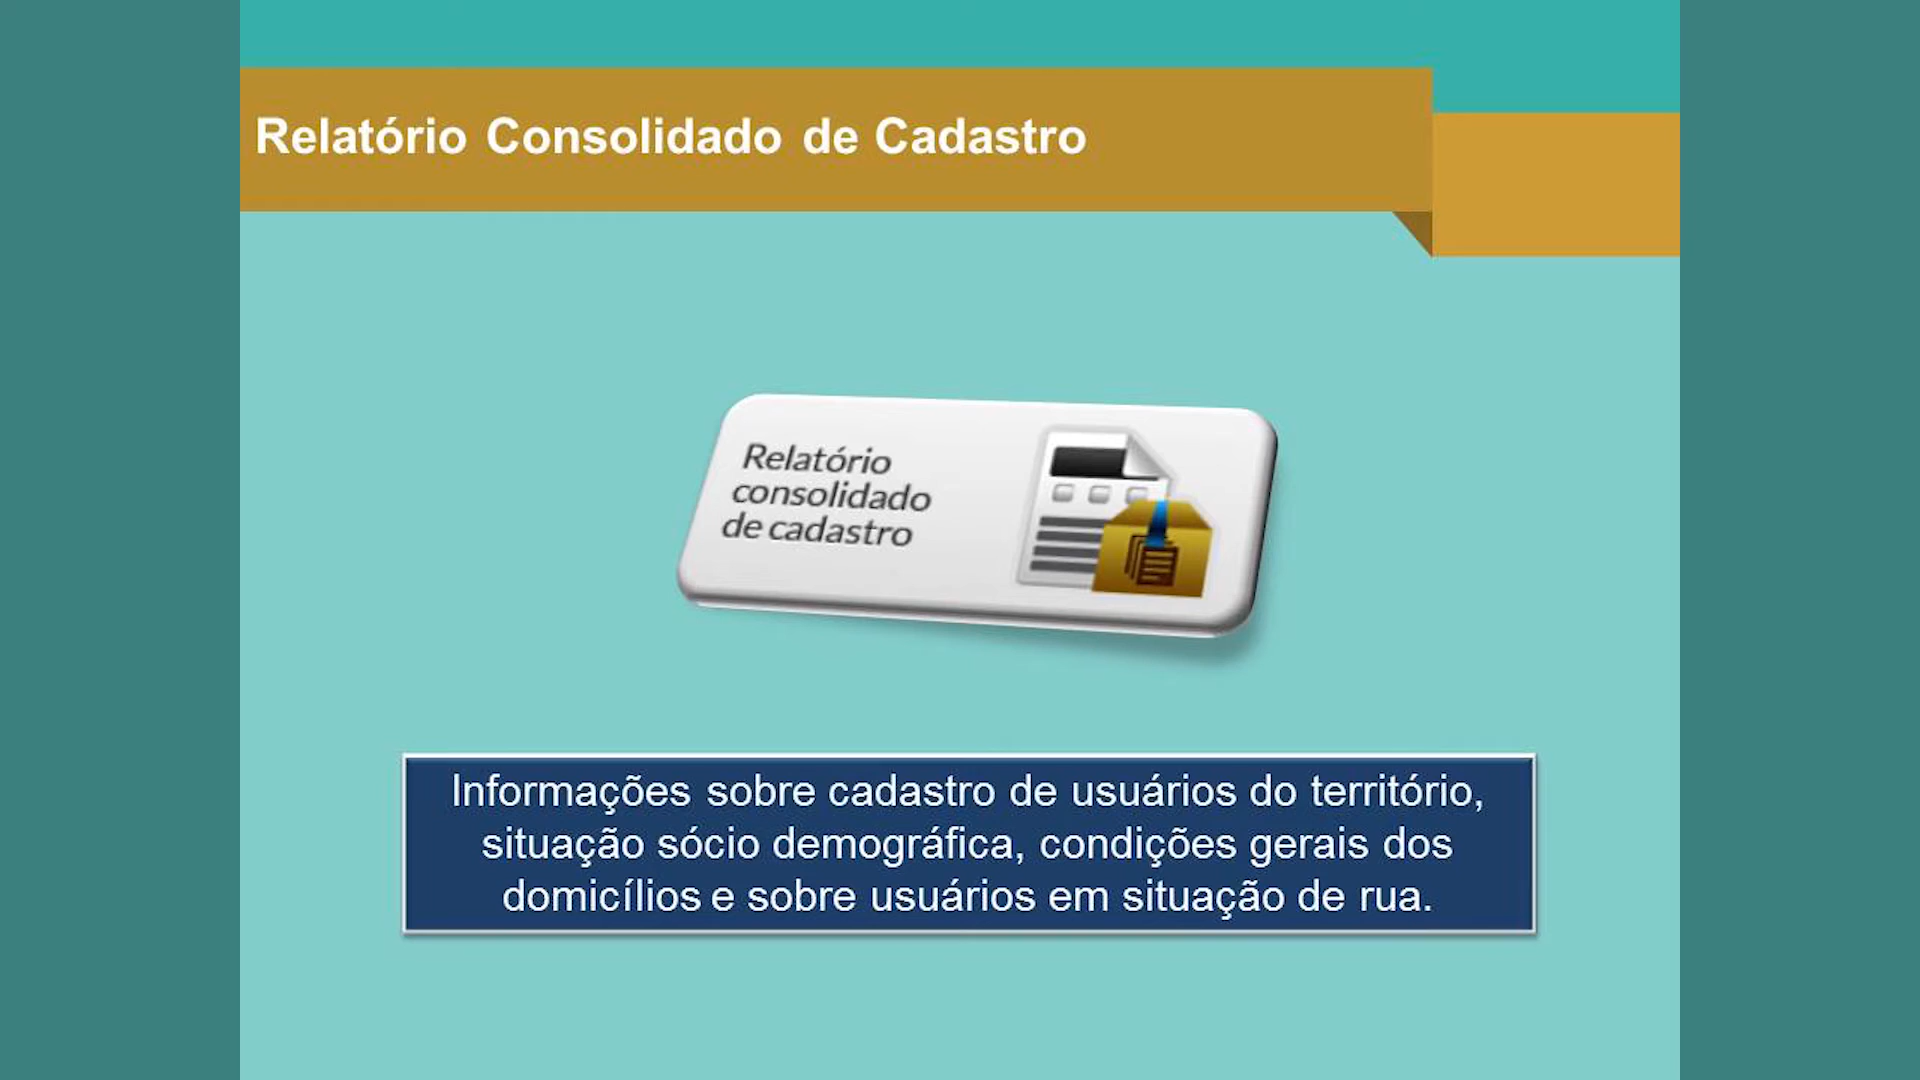 Relatório Consolidado de Cadastro
Relatório
consolidado
de cadastro
Informações sobre cadastro de usuários do território,
situação sócio demográfica, condições gerais dos
domicílios e sobre usuários em situação de rua.